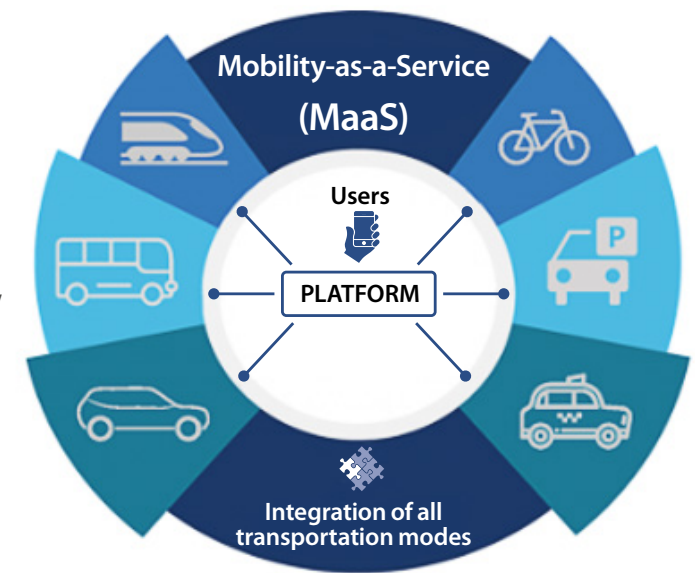 Mobility-as-a-Service
(MaaS)
Users
P
PLATFORM
Integration of all
transportation modes